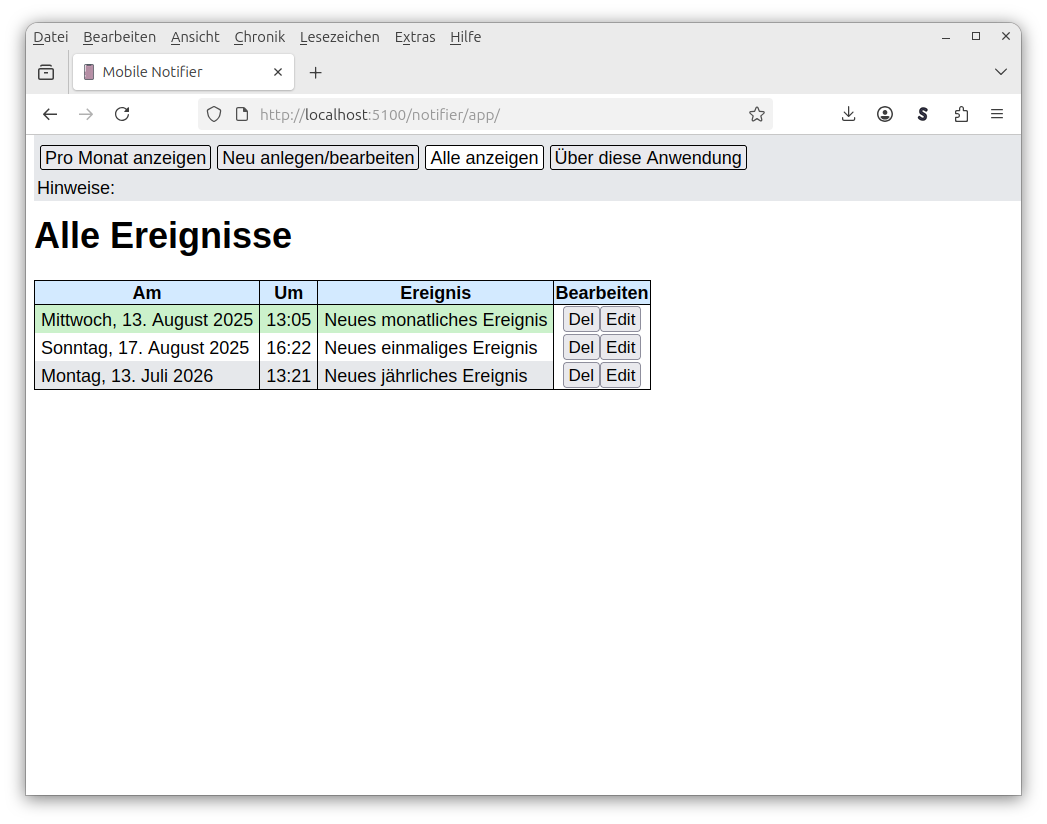 Datei Bearbeiten Ansicht Chronik Lesezeichen Extras Hilfe
Mobile Notifier
http://localhost:5100/notifier/app/
Pro Monat anzeigen Neu anlegen/bearbeiten Alle anzeigen Über diese Anwendung
Hinweise:
Alle Ereignisse
Am Um Ereignis Bearbeiten
Mittwoch, 13. August 2025 13:05 Neues monatliches Ereignis Del Edit
Sonntag, 17. August 2025 16:22 Neues einmaliges Ereignis Del Edit
Montag, 13. Juli 2026 13:21 Neues jährliches Ereignis Del Edit